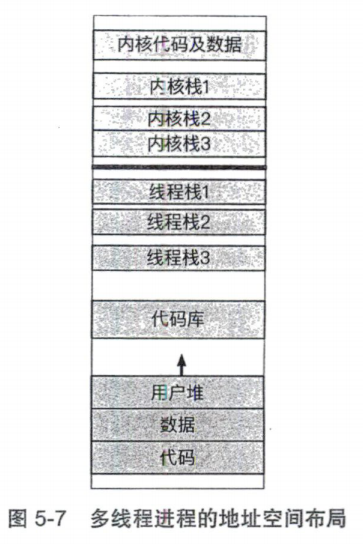 内核代码及数据
内核栈1
内核栈2
内核栈3
线程栈1
线程栈2
线程栈3
代码库
用户堆
数据
代码
图 5-7 多线程进程的地址空间布局